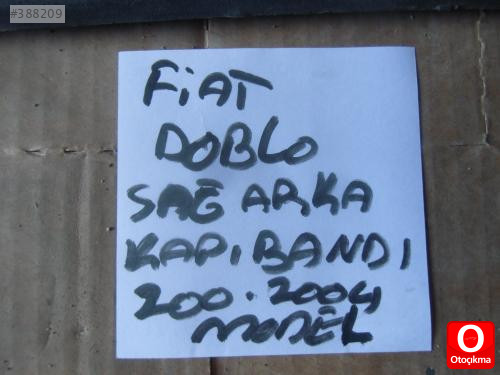 #388209
FiAT
DOBLO
SAĞ ARKA
KAPI BANDI
200.2004
MODEL
Otoçıkma